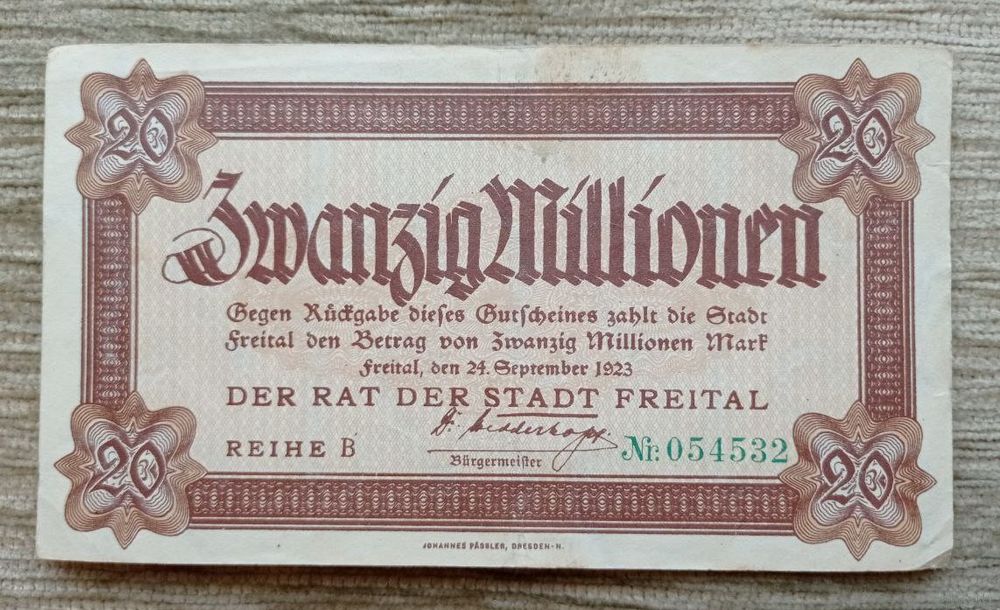 20 20
Zwanzig Millionen
Gegen Rückgabe dieses Gutscheines zahlt die Stadt
Freital den Betrag von Zwanzig Millionen Mark
Freital, den 24. September 1923
DER RAT DER STADT FREITAL
REIHE B
Bürgermeister
Nr. 054532
20 20
JOHANNES PÄSSLER, DRESDEN-N.